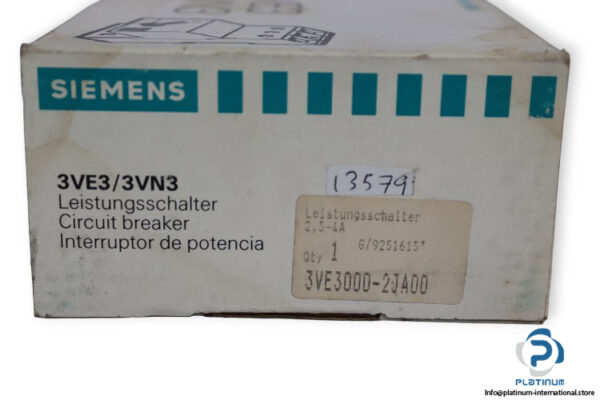 SIEMENS
3VE3/3VN3
Leistungsschalter
Circuit breaker
Interruptor de potencia
13579
Leistungsschalter
2,5-4A
G/9251615*
Qty 1
3VE3000-2JA00
PLATINUM
Info@platinum-international.store